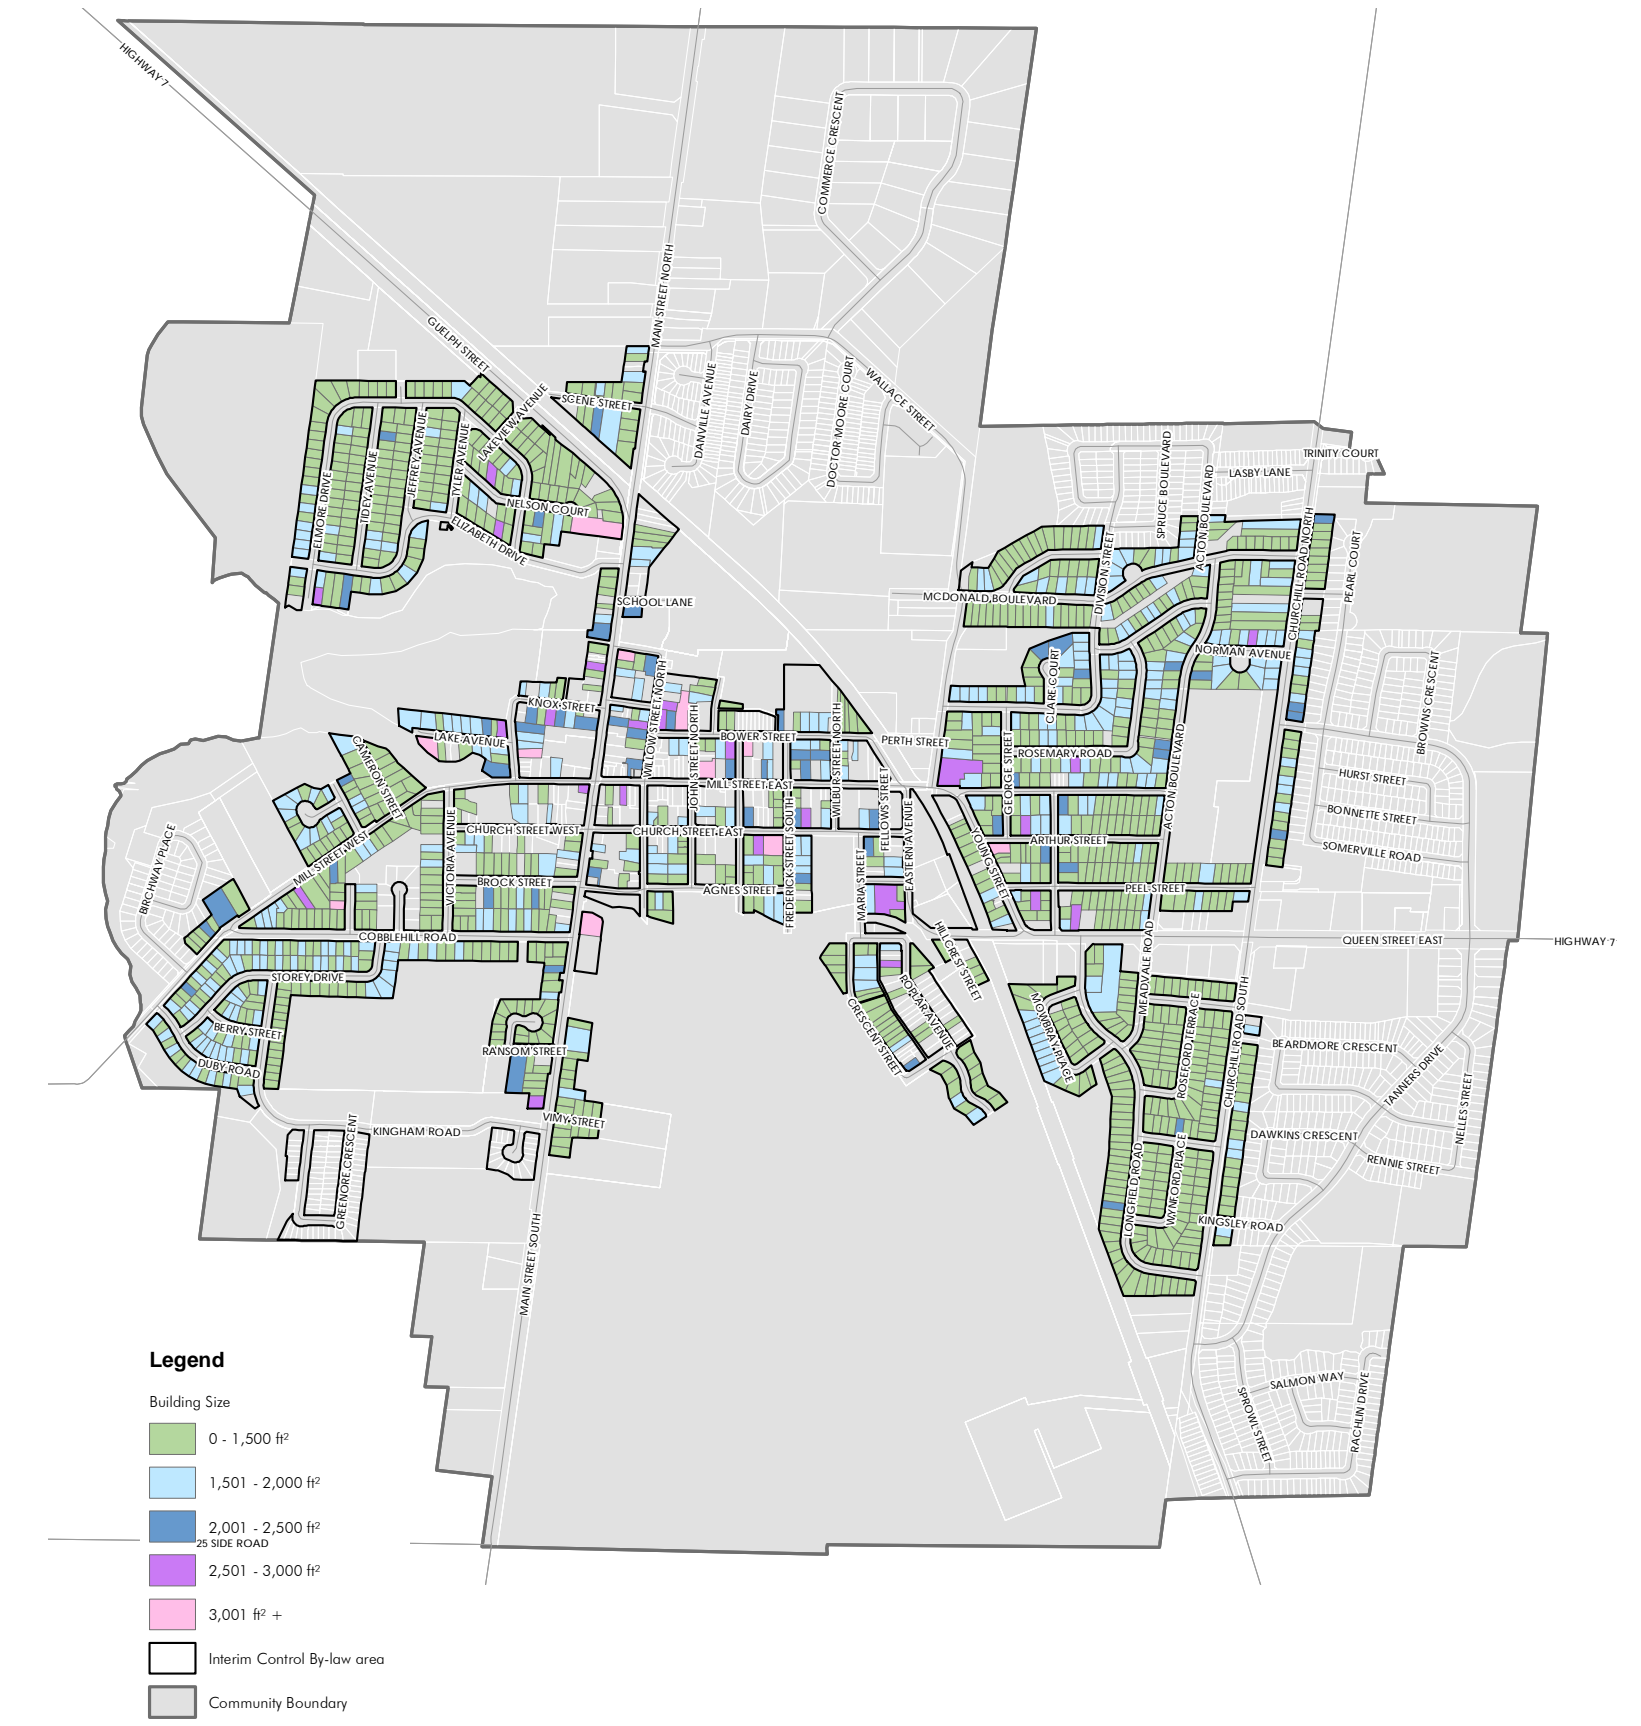 HIGHWAY 7
COMMERCE CRESCENT
MAIN STREET NORTH
GUELPH STREET
LAKEVIEW AVENUE
SCENE STREET
DANVILLE AVENUE
DAIRY DRIVE
DOCTOR MOORE COURT
WALLACE STREET
SPRUCE BOULEVARD
ACTON BOULEVARD
LASBY LANE
TRINITY COURT
ELMORE DRIVE
TIDEY AVENUE
JEFFREY AVENUE
TYLER AVENUE
NELSON COURT
ELIZABETH DRIVE
SCHOOL LANE
MCDONALD BOULEVARD
DIVISION STREET
CHURCHILL ROAD NORTH
PEARL COURT
NORMAN AVENUE
CLARE COURT
BROWNS CRESCENT
KNOX STREET
LAKE AVENUE
WILLOW STREET NORTH
JOHN STREET NORTH
BOWER STREET
WILBUR STREET NORTH
PERTH STREET
GEORGE STREET
ROSEMARY ROAD
ACTON BOULEVARD
CAMERON STREET
MILL STREET EAST
FELLOWS STREET
EASTERN AVENUE
HURST STREET
BONNETTE STREET
SOMERVILLE ROAD
MILL STREET WEST
VICTORIA AVENUE
CHURCH STREET WEST
CHURCH STREET EAST
FREDERICK STREET SOUTH
YOUNG STREET
ARTHUR STREET
BIRCHWAY PLACE
BROCK STREET
AGNES STREET
MARIA STREET
PEEL STREET
COBBLEHILL ROAD
HILLCREST STREET
MEADVALE ROAD
QUEEN STREET EAST
HIGHWAY 7
STOREY DRIVE
BERRY STREET
DUBY ROAD
RANSOM STREET
CRESCENT STREET
POPLAR AVENUE
MOWBRAY PLACE
ROSEFORD TERRACE
CHURCHILL ROAD SOUTH
BEARDMORE CRESCENT
TANNERS DRIVE
NELLES STREET
VIMY STREET
KINGHAM ROAD
GREENORE CRESCENT
DAWKINS CRESCENT
RENNIE STREET
LONGFIELD ROAD
WYNFORD PLACE
KINGSLEY ROAD
MAIN STREET SOUTH
SALMON WAY
SPROWL STREET
RACHLIN DRIVE
Legend
Building Size
0 - 1,500 ft²
1,501 - 2,000 ft²
2,001 - 2,500 ft²
25 SIDE ROAD
2,501 - 3,000 ft²
3,001 ft² +
Interim Control By-law area
Community Boundary